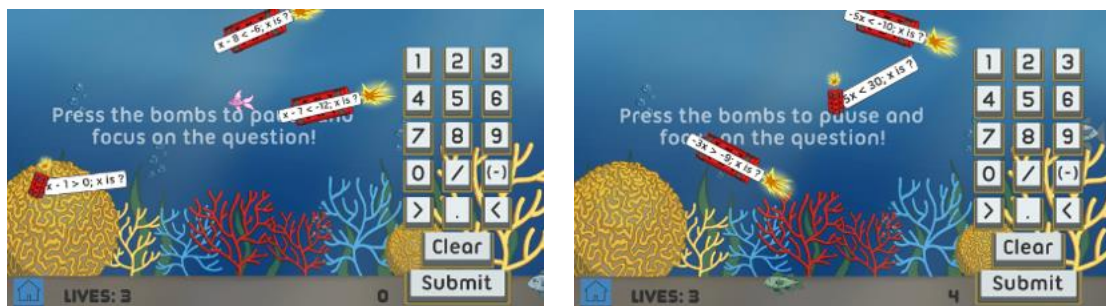 x - 8 < -6; x is ?
x - 7 < -12; x is ?
Press the bombs to pause and
focus on the question!
x - 1 > 0; x is ?
1 2 3
4 5 6
7 8 9
0 / (-)
> . <
Clear
Submit
LIVES: 3 0
-5x < -10; x is ?
5x < 30; x is ?
Press the bombs to pause and
focus on the question!
-3x > -9; x is ?
1 2 3
4 5 6
7 8 9
0 / (-)
> . <
Clear
Submit
LIVES: 3 4